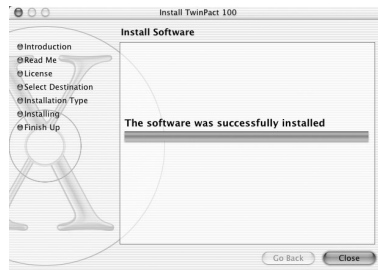 Install TwinPact 100
Install Software
Introduction
Read Me
License
Select Destination
Installation Type
Installing
Finish Up
The software was successfully installed
Go Back
Close